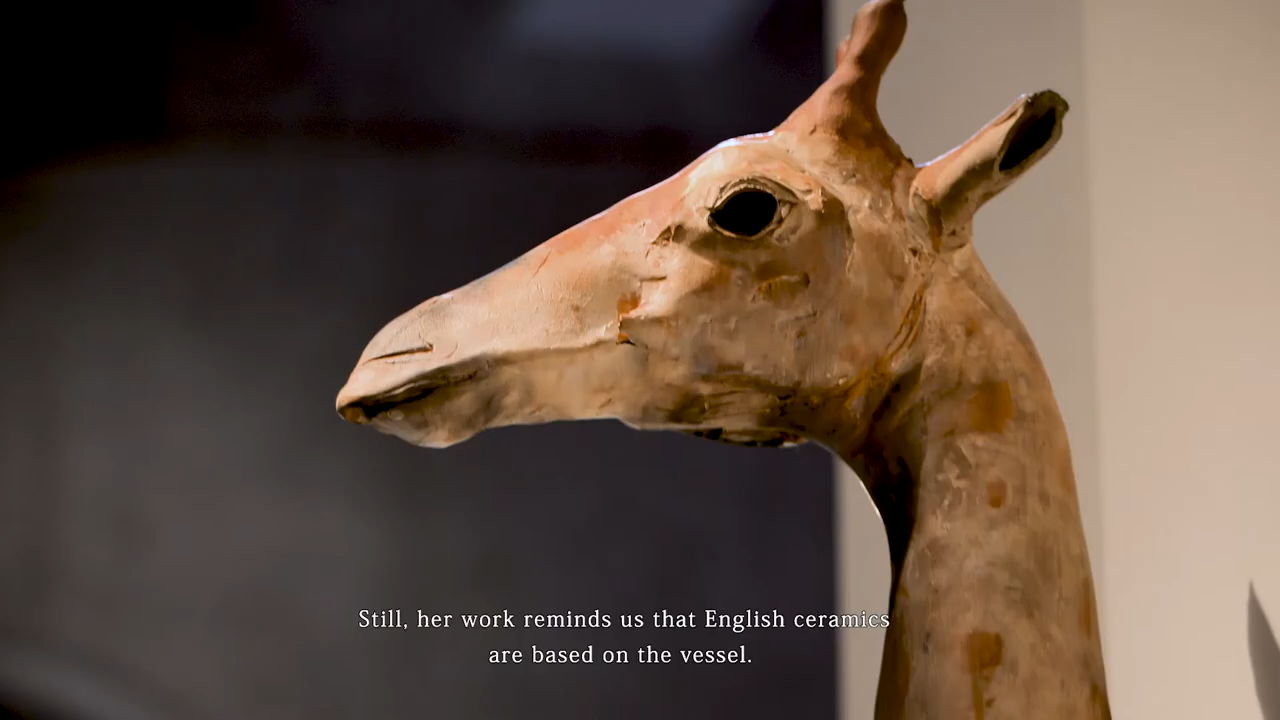 Still, her work reminds us that English ceramics
are based on the vessel.